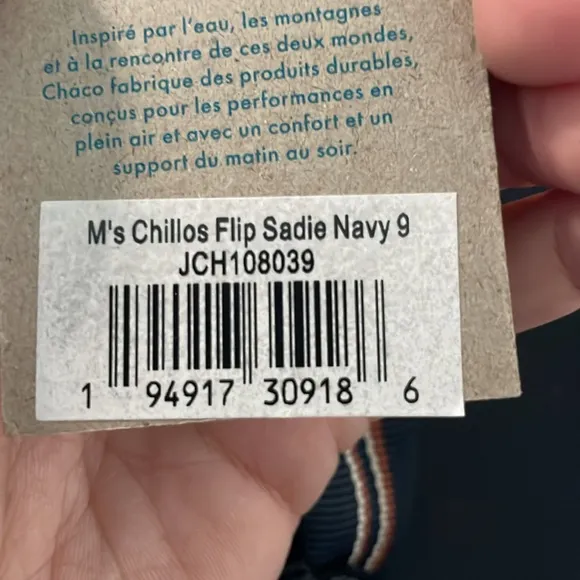 Inspiré par l'eau, les montagnes
et à la rencontre de ces deux mondes,
Chaco fabrique des produits durables,
conçus pour les performances en
plein air et avec un confort et un
support du matin au soir.
M's Chillos Flip Sadie Navy 9
JCH108039
1 94917 30918 6